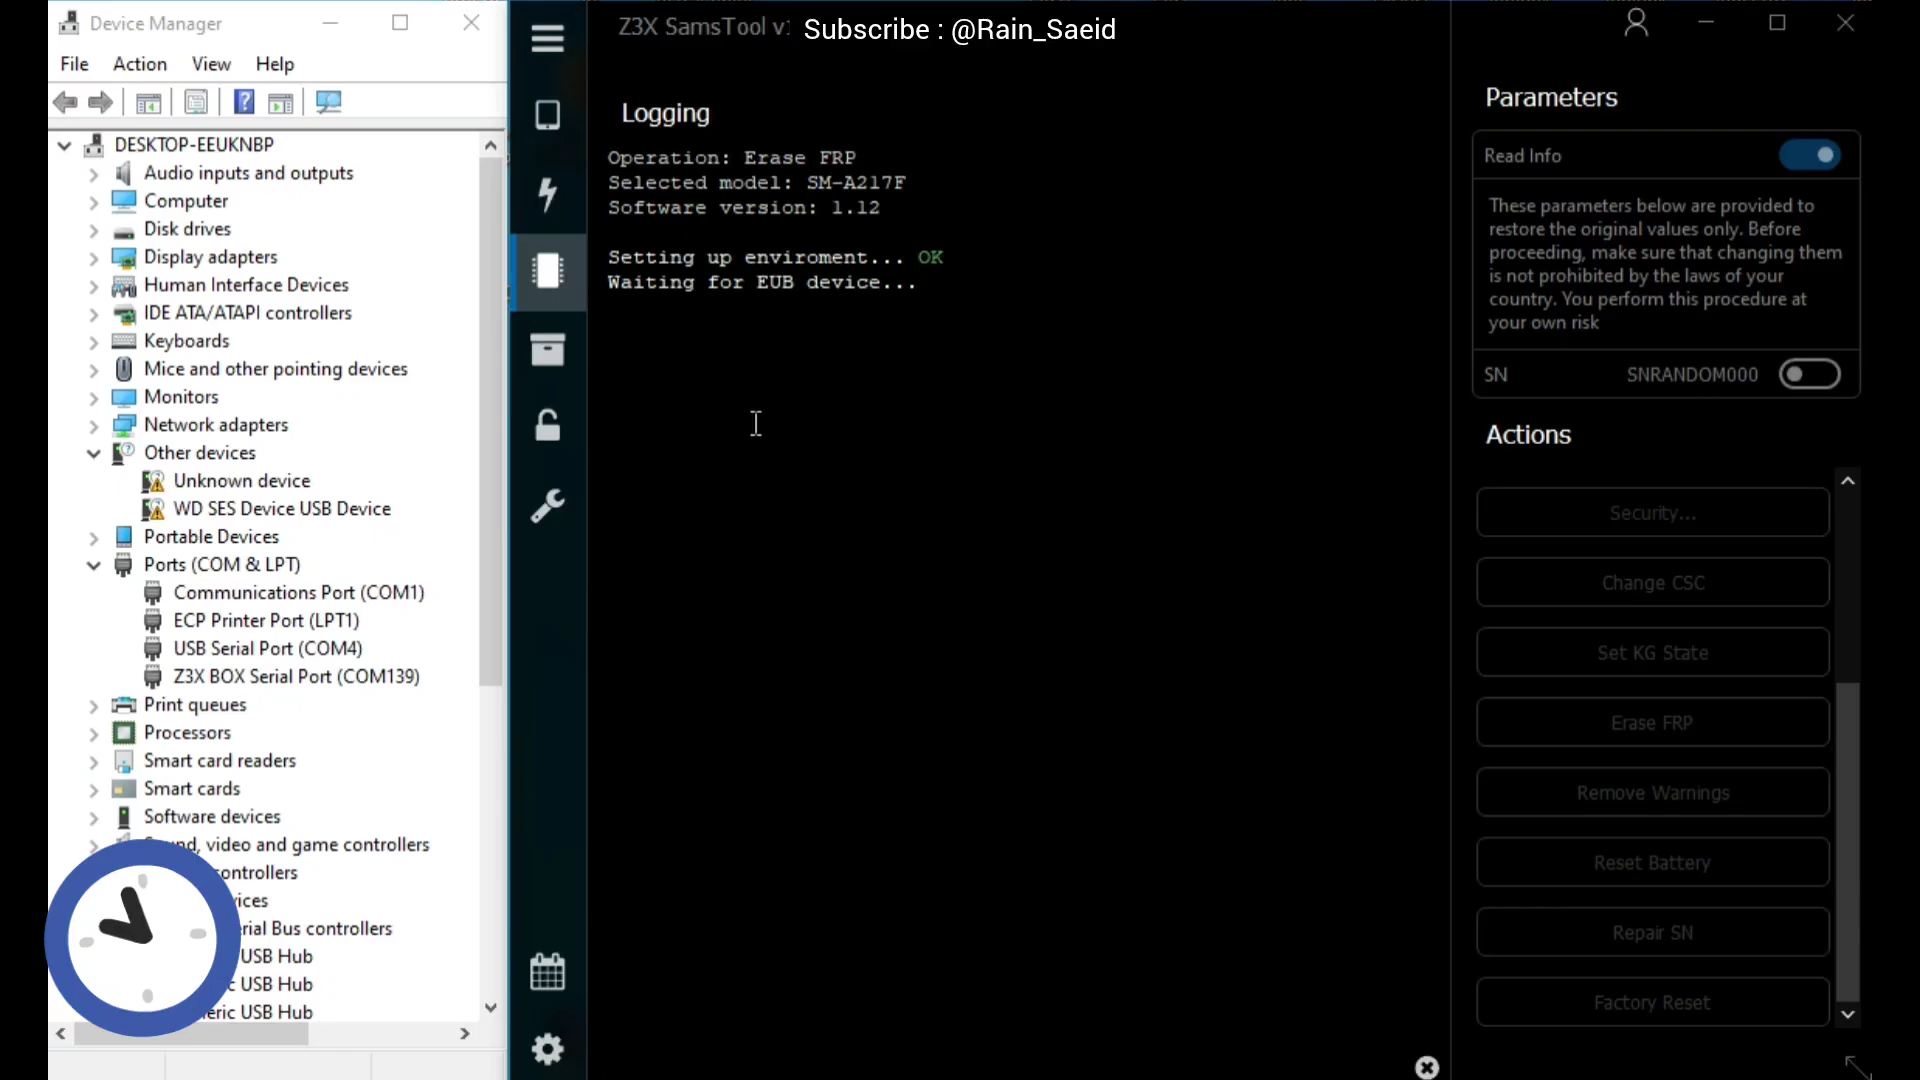 Device Manager
File Action View Help
DESKTOP-EEUKNBP
Audio inputs and outputs
Computer
Disk drives
Display adapters
Human Interface Devices
IDE ATA/ATAPI controllers
Keyboards
Mice and other pointing devices
Monitors
Network adapters
Other devices
Unknown device
WD SES Device USB Device
Portable Devices
Ports (COM & LPT)
Communications Port (COM1)
ECP Printer Port (LPT1)
USB Serial Port (COM4)
Z3X BOX Serial Port (COM139)
Print queues
Processors
Smart card readers
Smart cards
Software devices
video and game controllers
controllers
Bus controllers
USB Hub
USB Hub
USB Hub
Z3X SamsTool
Subscribe : @Rain_Saeid
Logging
Operation: Erase FRP
Selected model: SM-A217F
Software version: 1.12
Setting up enviroment... OK
Waiting for EUB device...
Parameters
Read Info
These parameters below are provided to
restore the original values only. Before
proceeding, make sure that changing them
is not prohibited by the laws of your
country. You perform this procedure at
your own risk
SN SNRANDOM000
Actions
Security...
Change CSC
Set KG State
Erase FRP
Remove Warnings
Reset Battery
Repair SN
Factory Reset